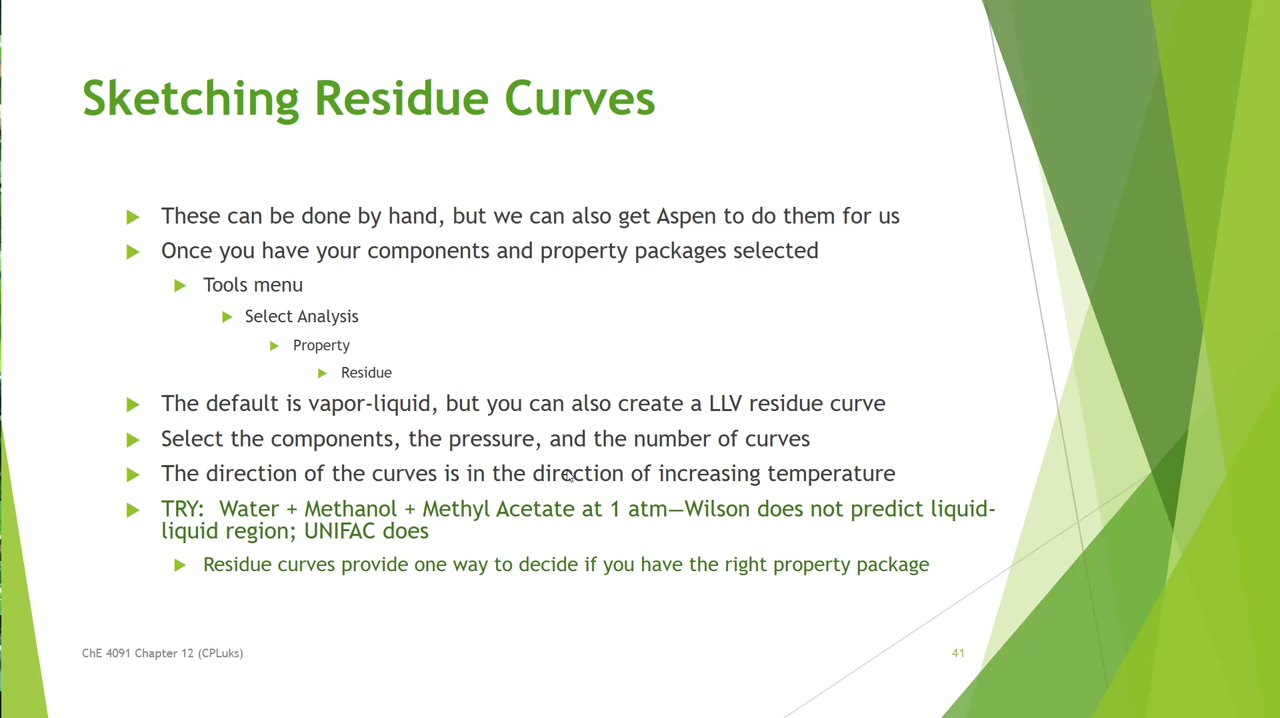 Sketching Residue Curves
These can be done by hand, but we can also get Aspen to do them for us
Once you have your components and property packages selected
Tools menu
Select Analysis
Property
Residue
The default is vapor-liquid, but you can also create a LLV residue curve
Select the components, the pressure, and the number of curves
The direction of the curves is in the direction of increasing temperature
TRY: Water + Methanol + Methyl Acetate at 1 atm—Wilson does not predict liquid-
liquid region; UNIFAC does
Residue curves provide one way to decide if you have the right property package
ChE 4091 Chapter 12 (CPLuks)
41